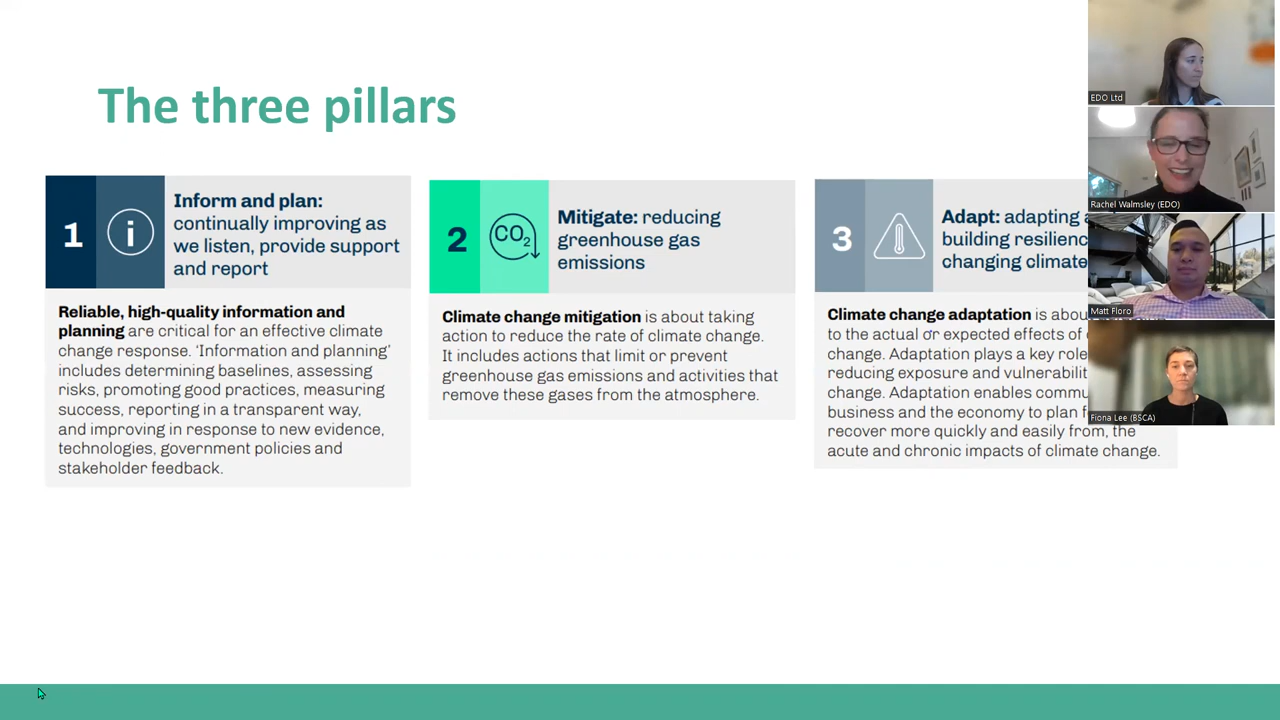 The three pillars
1
Inform and plan:
continually improving as
we listen, provide support
and report
Reliable, high-quality information and
planning are critical for an effective climate
change response. ‘Information and planning’
includes determining baselines, assessing
risks, promoting good practices, measuring
success, reporting in a transparent way,
and improving in response to new evidence,
technologies, government policies and
stakeholder feedback.
2
CO2
Mitigate: reducing
greenhouse gas
emissions
Climate change mitigation is about taking
action to reduce the rate of climate change.
It includes actions that limit or prevent
greenhouse gas emissions and activities that
remove these gases from the atmosphere.
3
Adapt: adapting
building
changing climate
Climate change adaptation is
to the actual or expected effects of
change. Adaptation plays a key role
reducing exposure and
change. Adaptation enables
business and the economy to plan
recover more quickly and easily from, the
acute and chronic impacts of climate change.
EDO Ltd
Rachel Walmsley (EDO)
Matt Floro
Fiona Lee (BSCA)